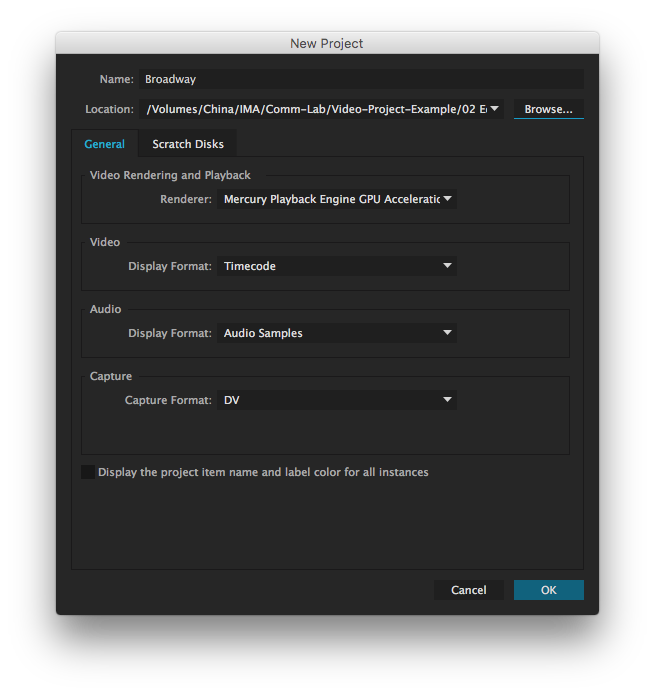 New Project
Name: Broadway
Location: /Volumes/China/IMA/Comm-Lab/Video-Project-Example/02 Browse...
General Scratch Disks
Video Rendering and Playback
Renderer: Mercury Playback Engine GPU
Video
Display Format: Timecode
Audio
Display Format: Audio Samples
Capture
Capture Format: DV
Display the project item name and label color for all instances
Cancel OK